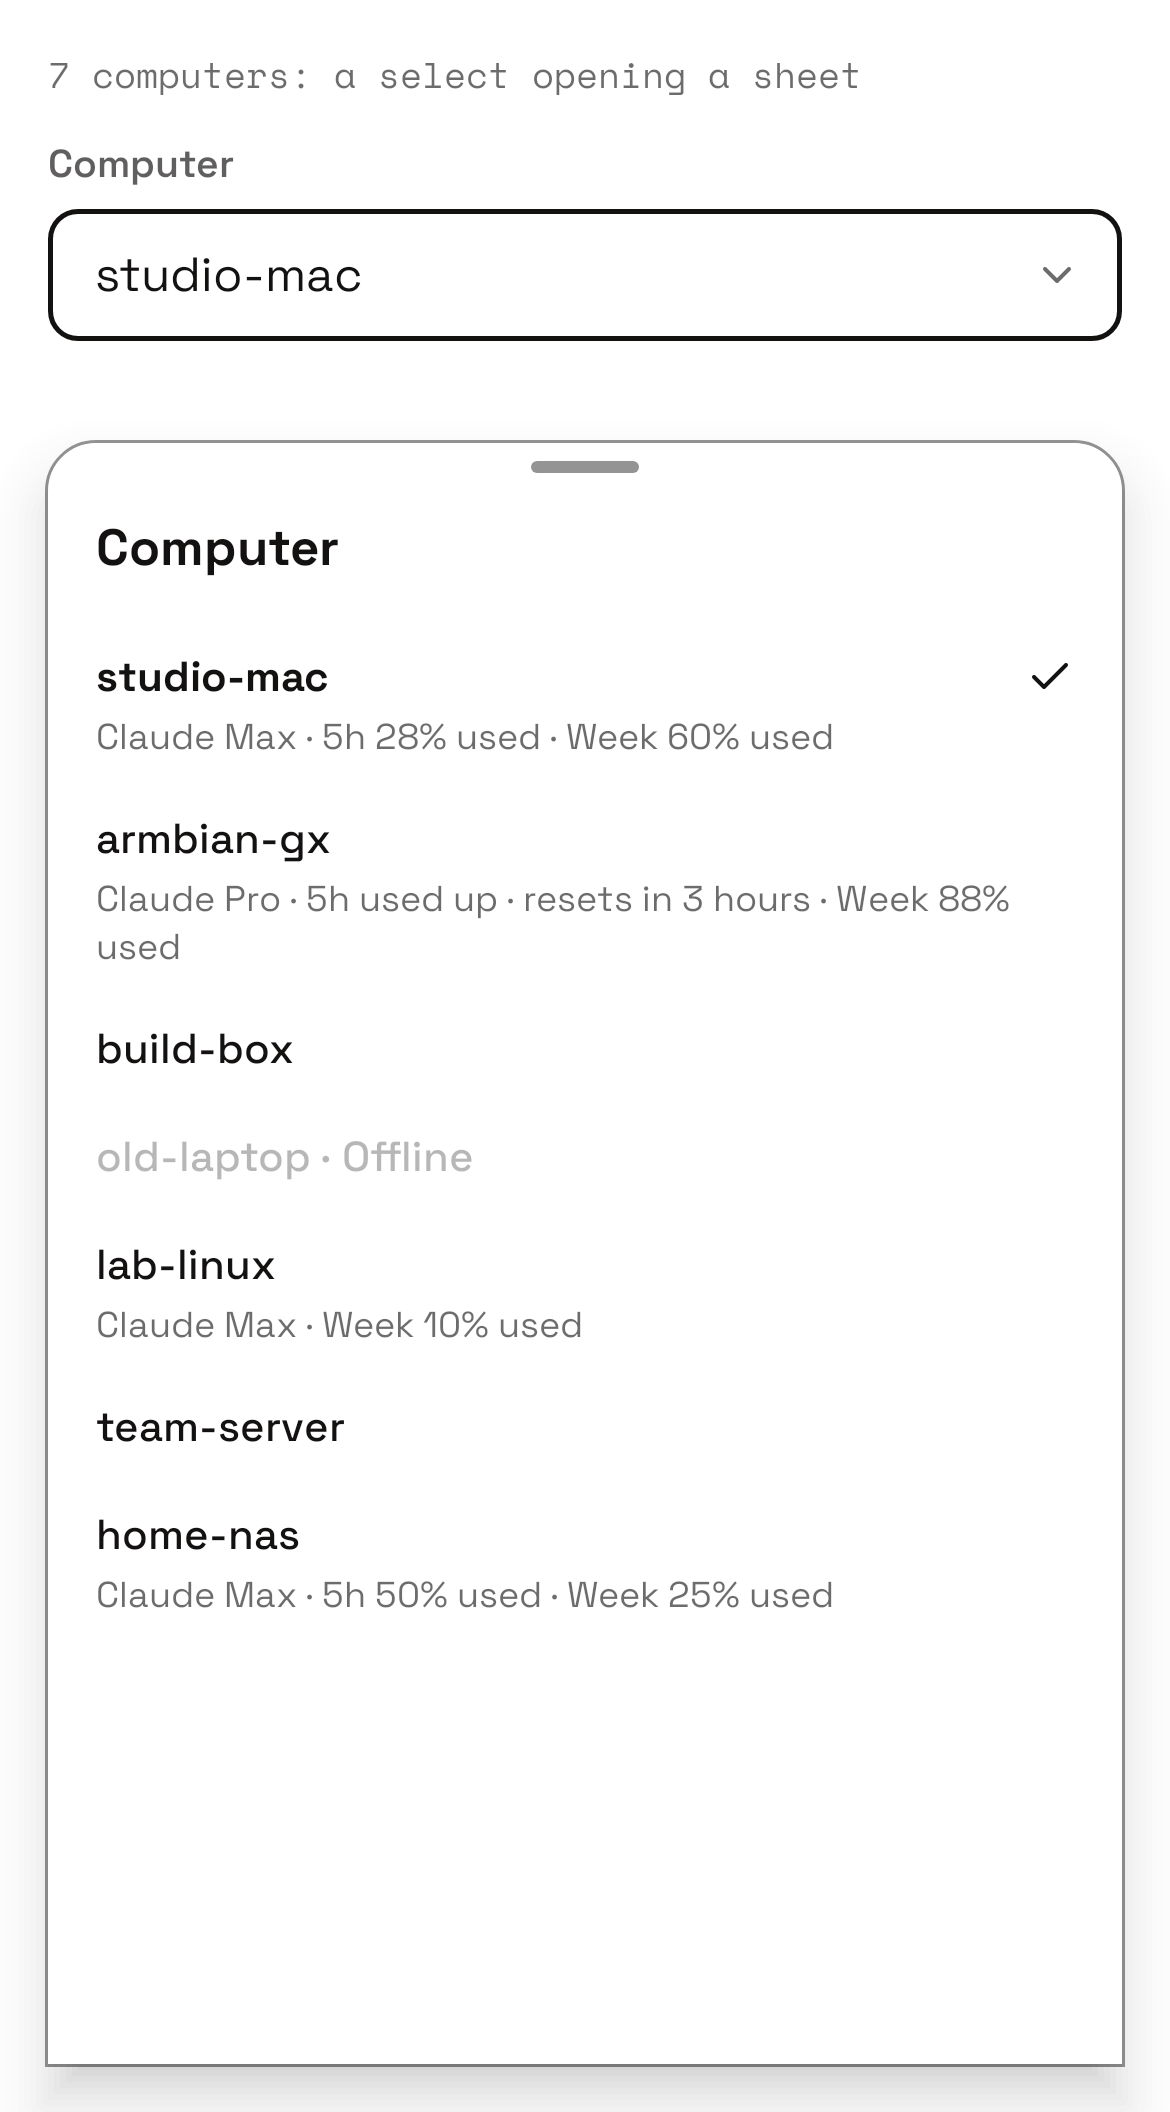 7 computers: a select opening a sheet
Computer
studio-mac
Computer
studio-mac
Claude Max · 5h 28% used · Week 60% used
armbian-gx
Claude Pro · 5h used up · resets in 3 hours · Week 88%
used
build-box
old-laptop · Offline
lab-linux
Claude Max · Week 10% used
team-server
home-nas
Claude Max · 5h 50% used · Week 25% used